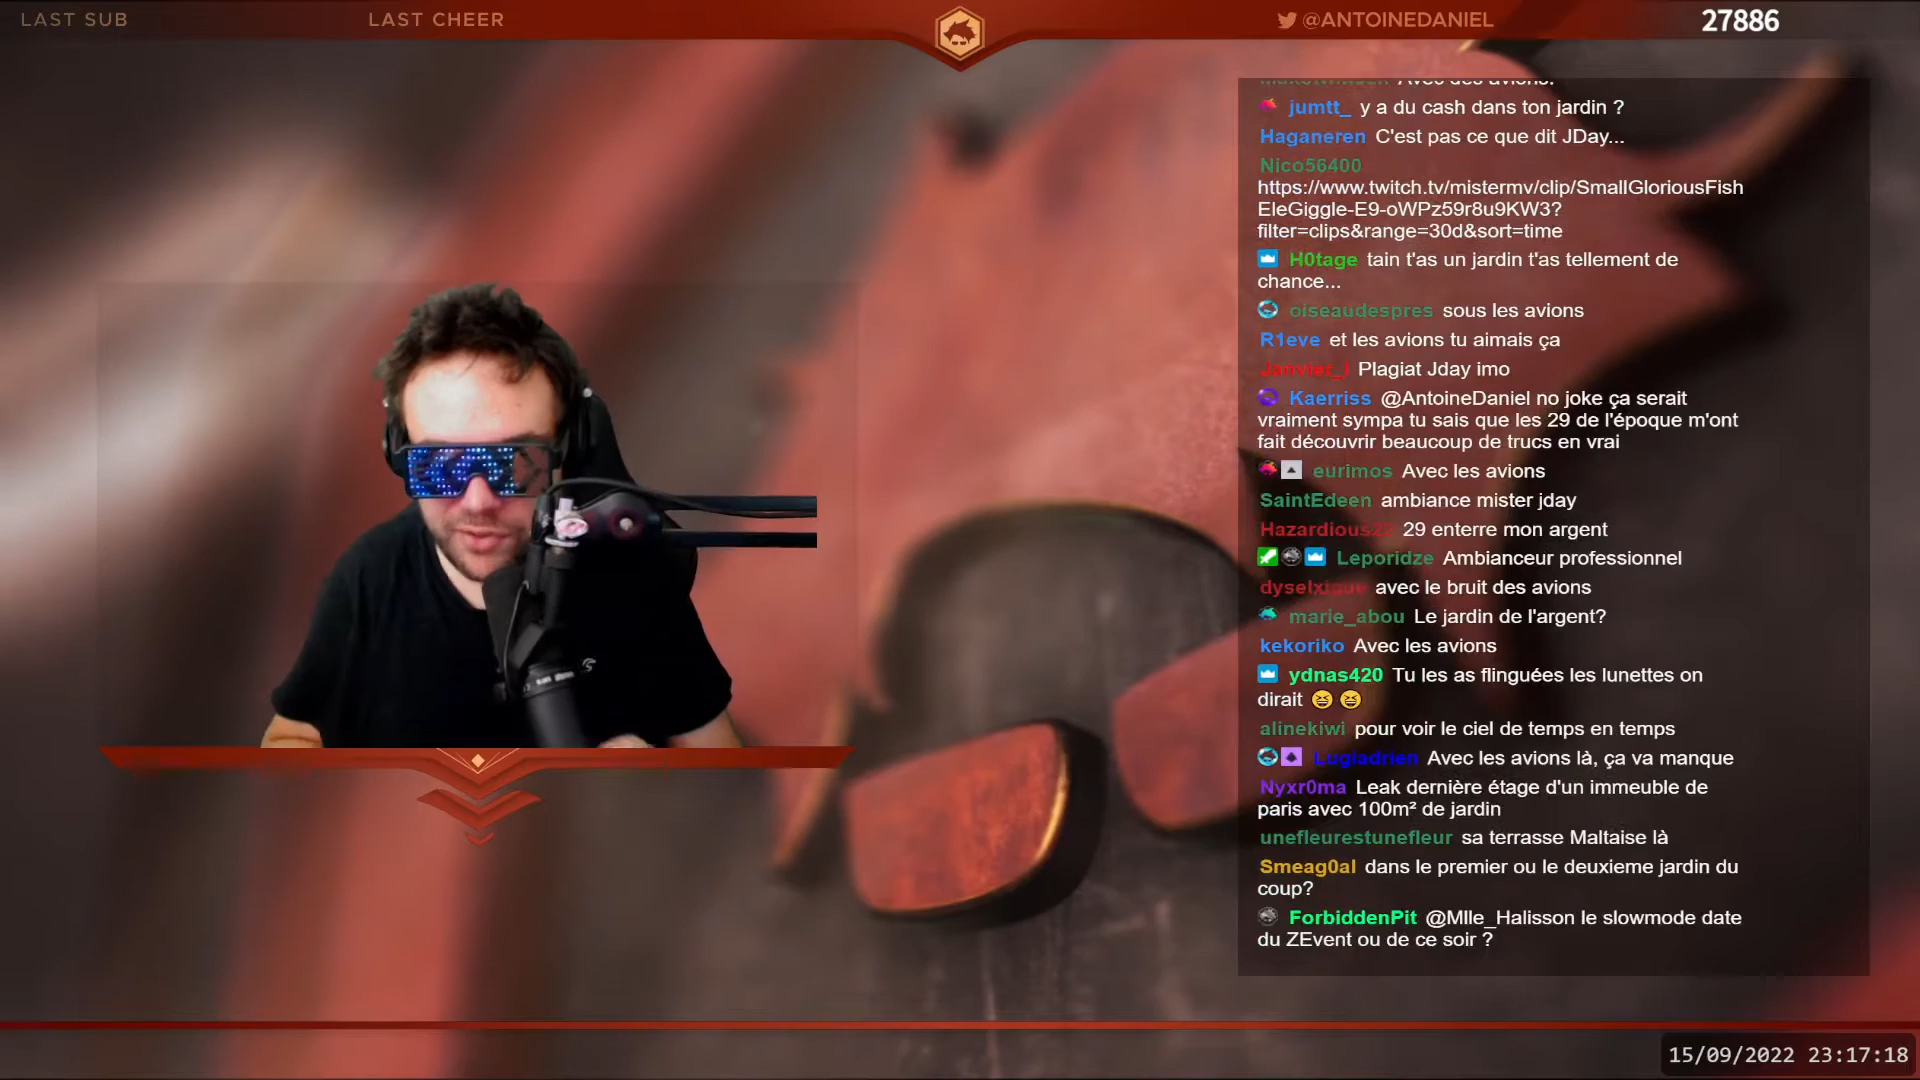 LAST SUB
LAST CHEER
@ANTOINEDANIEL
27886
Avec des avions.
jumtt_ y a du cash dans ton jardin ?
Haganeren C'est pas ce que dit JDay...
Nico56400
https://www.twitch.tv/mistermv/clip/SmallGloriousFish
EleGiggle-E9-oWPz59r8u9KW3?
filter=clips&range=30d&sort=time
H0tage tain t'as un jardin t'as tellement de
chance...
oiseaudespres sous les avions
R1eve et les avions tu aimais ça
Janvier_I Plagiat Jday imo
Kaerriss @AntoineDaniel no joke ça serait
vraiment sympa tu sais que les 29 de l'époque m'ont
fait découvrir beaucoup de trucs en vrai
eurimos Avec les avions
SaintEdeen ambiance mister jday
Hazardious22 29 enterre mon argent
Leporidze Ambianceur professionnel
dyselxique avec le bruit des avions
marie_abou Le jardin de l'argent?
kekoriko Avec les avions
ydnas420 Tu les as flinguées les lunettes on
dirait 😆 😆
alinekiwi pour voir le ciel de temps en temps
Lugiadrien Avec les avions là, ça va manque
Nyxr0ma Leak dernière étage d'un immeuble de
paris avec 100m² de jardin
unefleurestunefleur sa terrasse Maltaise là
Smeag0al dans le premier ou le deuxieme jardin du
coup?
ForbiddenPit @Mlle_Halisson le slowmode date
du ZEvent ou de ce soir ?
15/09/2022 23:17:18